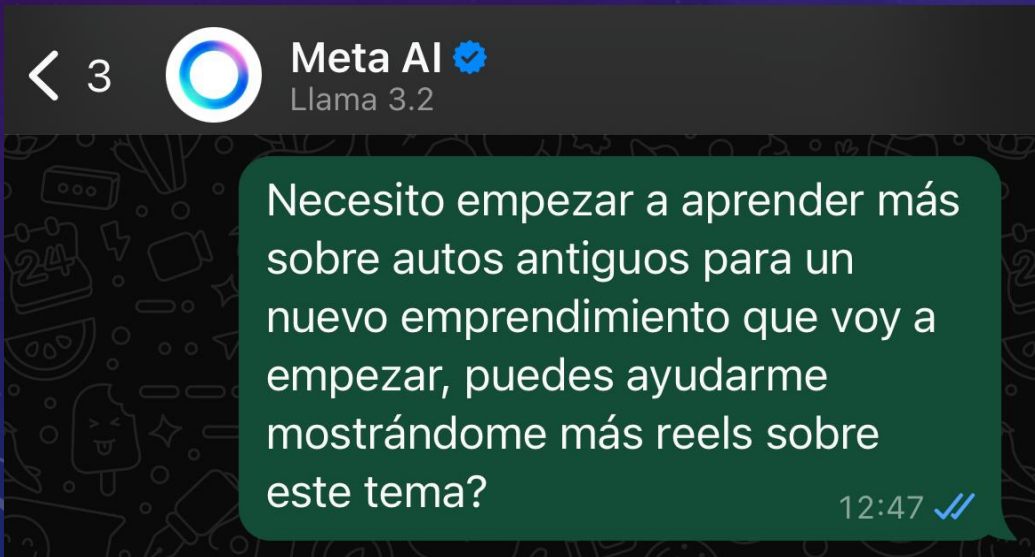 3
Meta AI
Llama 3.2
Necesito empezar a aprender más
sobre autos antiguos para un
nuevo emprendimiento que voy a
empezar, puedes ayudarme
mostrándome más reels sobre
este tema?
12:47